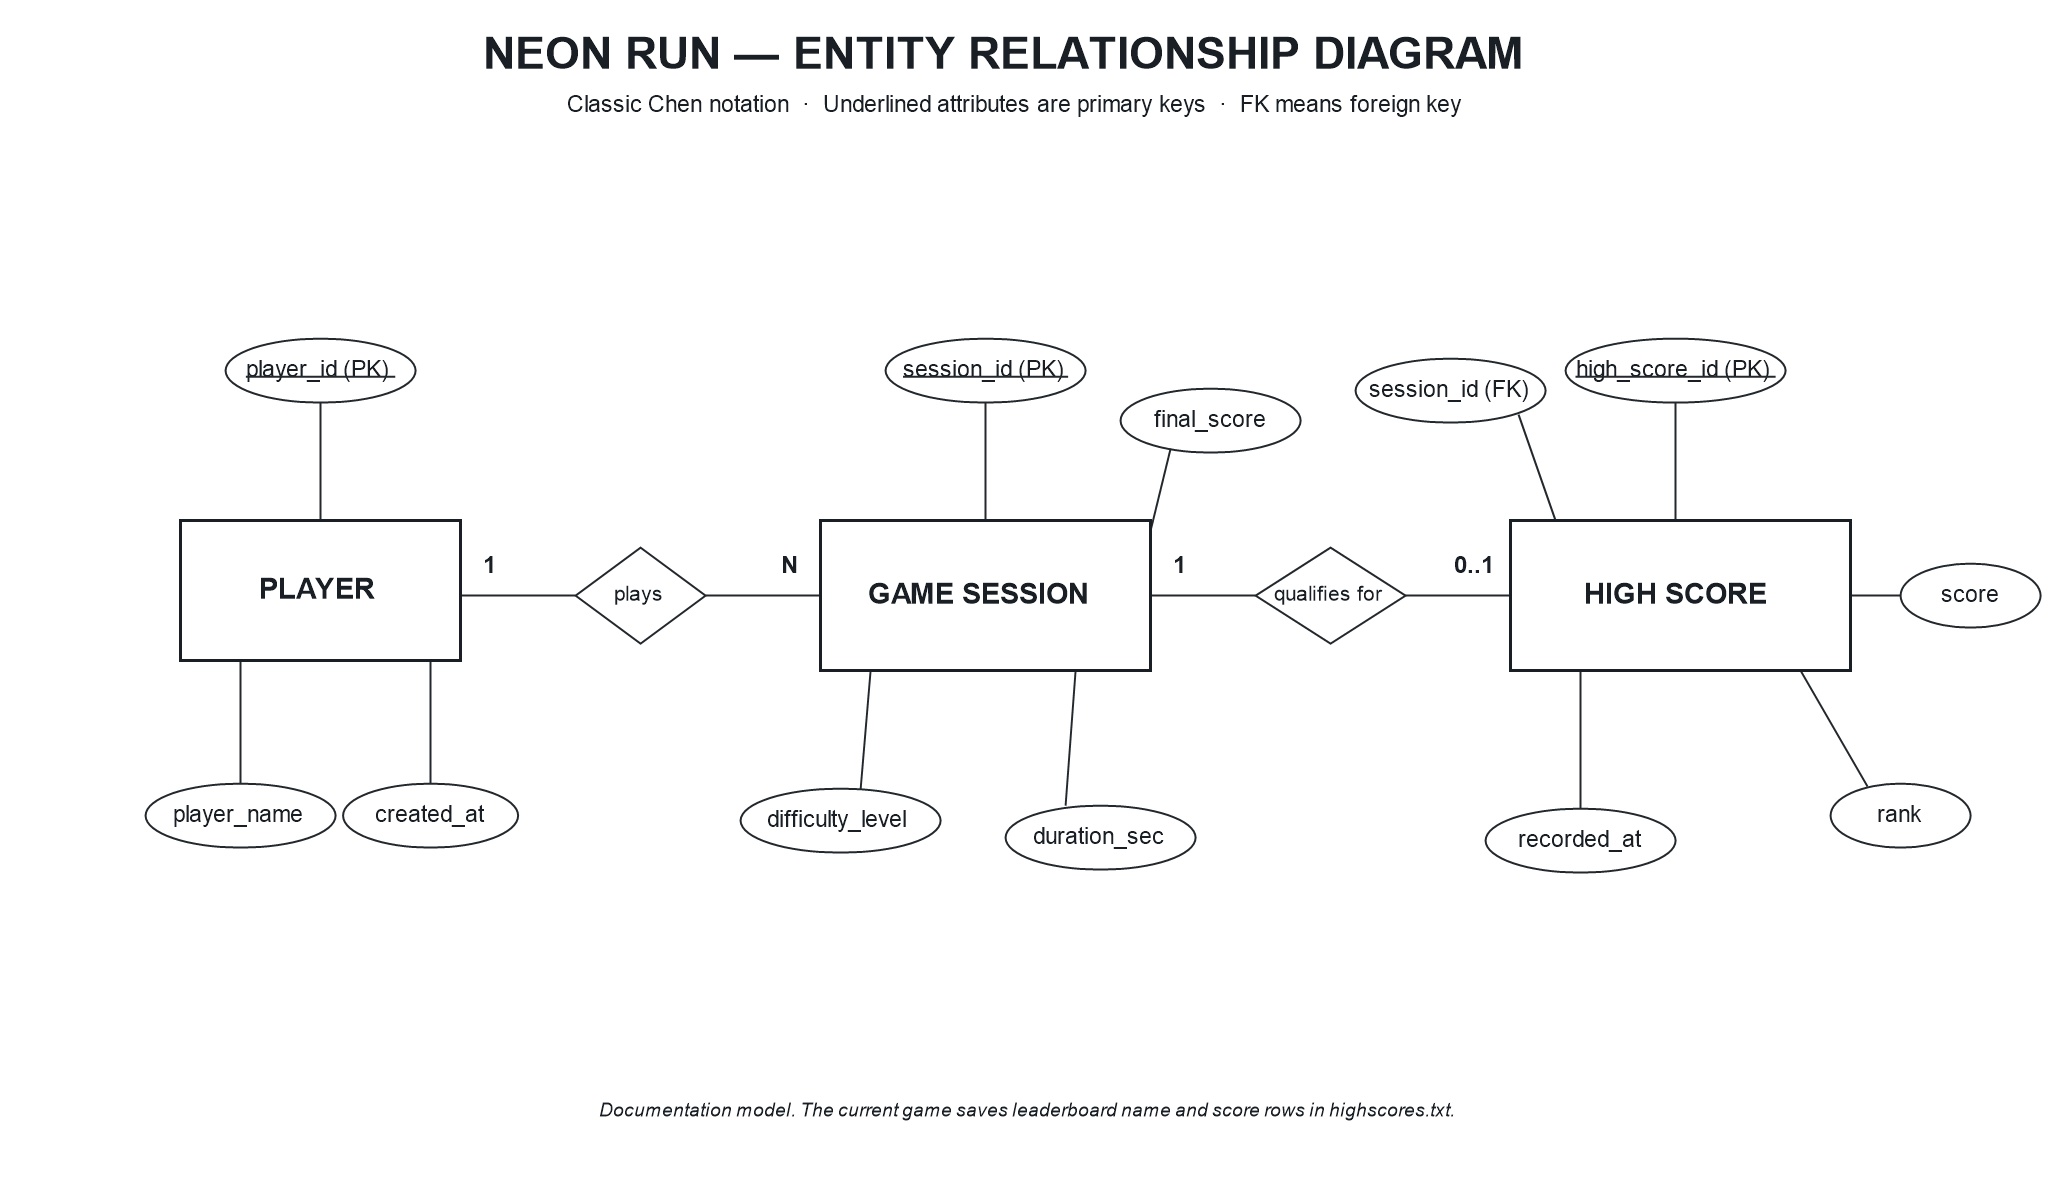 NEON RUN — ENTITY RELATIONSHIP DIAGRAM
Classic Chen notation · Underlined attributes are primary keys · FK means foreign key
player_id (PK)
session_id (PK)
final_score
session_id (FK)
high_score_id (PK)
PLAYER
1
plays
N
GAME SESSION
1
qualifies for
0..1
HIGH SCORE
score
player_name
created_at
difficulty_level
duration_sec
recorded_at
rank
Documentation model. The current game saves leaderboard name and score rows in highscores.txt.